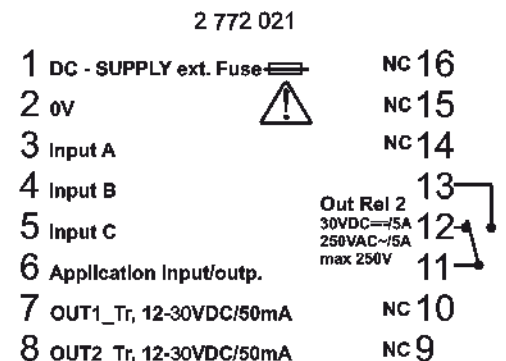 2 772 021
1 DC - SUPPLY ext. Fuse
2 0V
3 Input A
4 Input B
5 Input C
6 Application Input/outp.
7 OUT1_Tr, 12-30VDC/50mA
8 OUT2_Tr, 12-30VDC/50mA
NC 16
NC 15
NC 14
13
Out Rel 2
30VDC⎓/5A 12
250VAC~/5A
max 250V 11
NC 10
NC 9